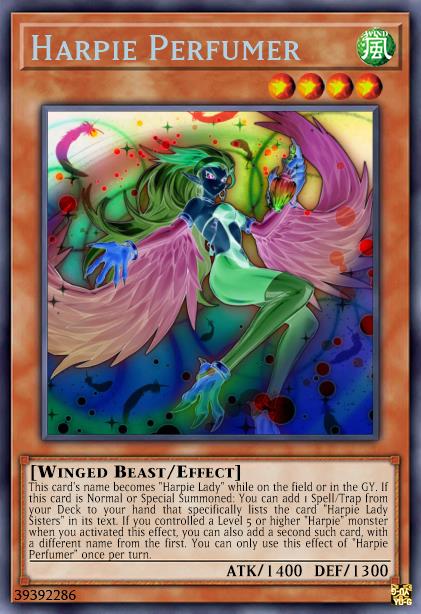 HARPIE PERFUMER
WIND
風
[WINGED BEAST/EFFECT]
This card's name becomes "Harpie Lady" while on the field or in the GY. If
this card is Normal or Special Summoned: You can add 1 Spell/Trap from
your Deck to your hand that specifically lists the card "Harpie Lady
Sisters" in its text. If you controlled a Level 5 or higher "Harpie" monster
when you activated this effect, you can also add a second such card, with
a different name from the first. You can only use this effect of "Harpie
Perfumer" once per turn.
ATK/1400 DEF/1300
39392286